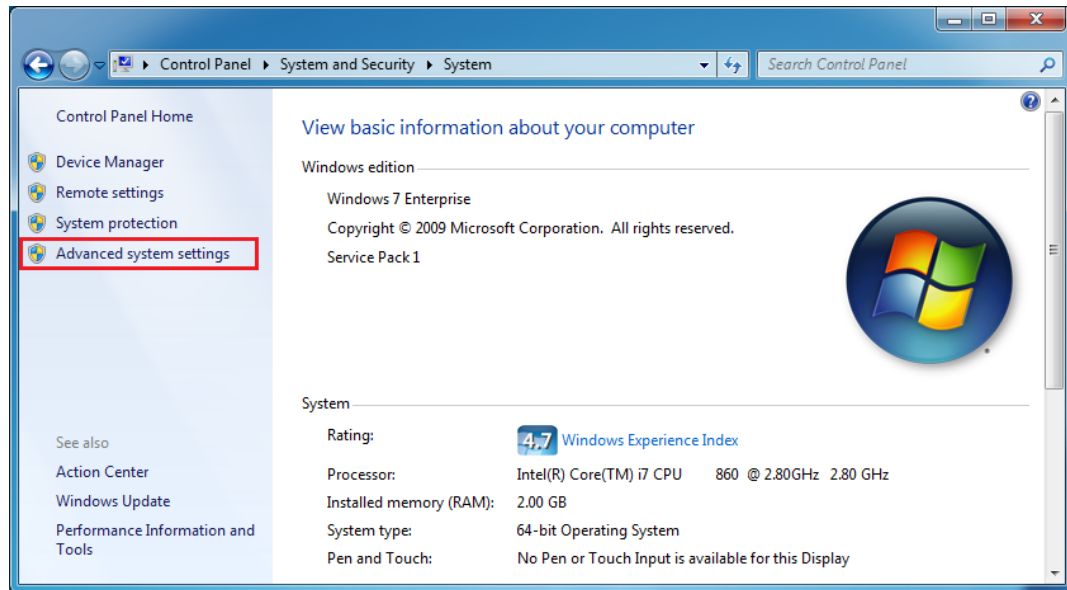 Control Panel System and Security System
Search Control Panel
Control Panel Home
Device Manager
Remote settings
System protection
Advanced system settings
See also
Action Center
Windows Update
Performance Information and
Tools
View basic information about your computer
Windows edition
Windows 7 Enterprise
Copyright © 2009 Microsoft Corporation. All rights reserved.
Service Pack 1
System
Rating: 4.7 Windows Experience Index
Processor: Intel(R) Core(TM) i7 CPU 860 @ 2.80GHz 2.80 GHz
Installed memory (RAM): 2.00 GB
System type: 64-bit Operating System
Pen and Touch: No Pen or Touch Input is available for this Display